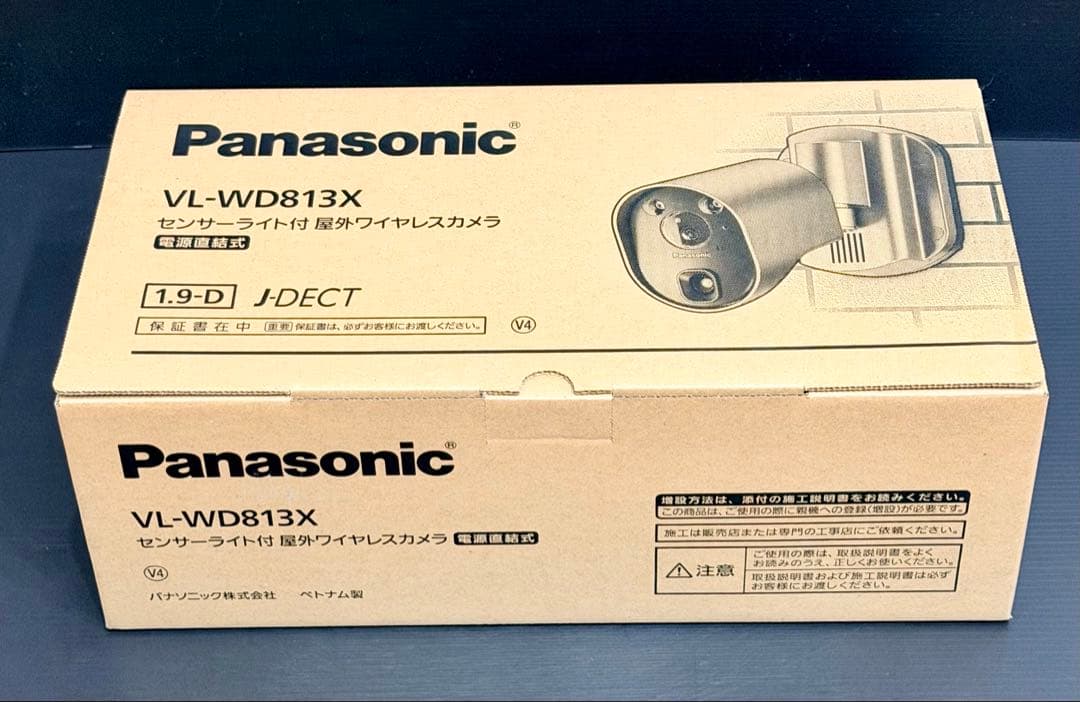 Panasonic®
VL-WD813X
センサーライト付 屋外ワイヤレスカメラ
電源直結式
1.9-D J-DECT
保証書在中 重要 保証書は、必ずお客様にお渡しください。 V4
Panasonic
Panasonic®
VL-WD813X
センサーライト付 屋外ワイヤレスカメラ 電源直結式
V4
パナソニック株式会社 ベトナム製
増設方法は、添付の施工説明書をお読みください。
この商品は、ご使用の際に親機への登録(増設)が必要です。
施工は販売店または専門の工事店にご依頼ください。
注意
ご使用の際は、取扱説明書をよく
お読みのうえ、正しくお使いください。
取扱説明書および施工説明書は必ず
お客様にお渡しください。